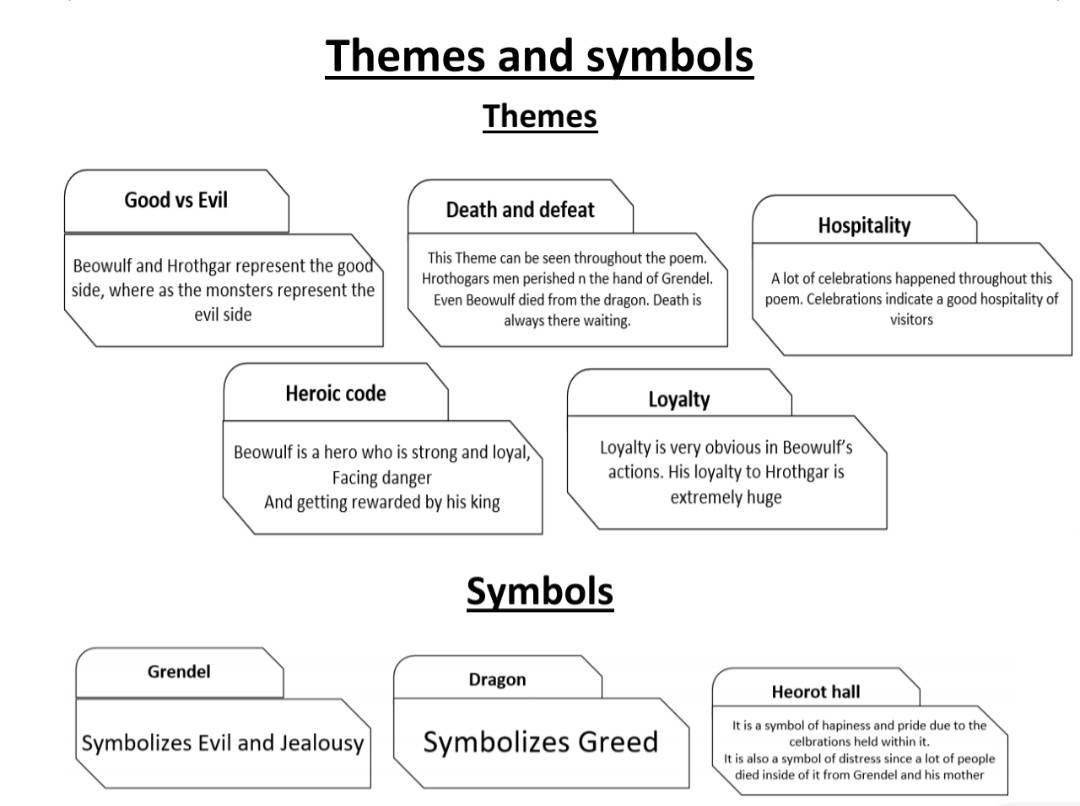 Themes and symbols
Themes
Good vs Evil
Beowulf and Hrothgar represent the good
side, where as the monsters represent the
evil side
Death and defeat
This Theme can be seen throughout the poem.
Hrothogars men perished n the hand of Grendel.
Even Beowulf died from the dragon. Death is
always there waiting.
Hospitality
A lot of celebrations happened throughout this
poem. Celebrations indicate a good hospitality of
visitors
Heroic code
Beowulf is a hero who is strong and loyal,
Facing danger
And getting rewarded by his king
Loyalty
Loyalty is very obvious in Beowulf’s
actions. His loyalty to Hrothgar is
extremely huge
Symbols
Grendel
Symbolizes Evil and Jealousy
Dragon
Symbolizes Greed
Heorot hall
It is a symbol of hapiness and pride due to the
celbrations held within it.
It is also a symbol of distress since a lot of people
died inside of it from Grendel and his mother